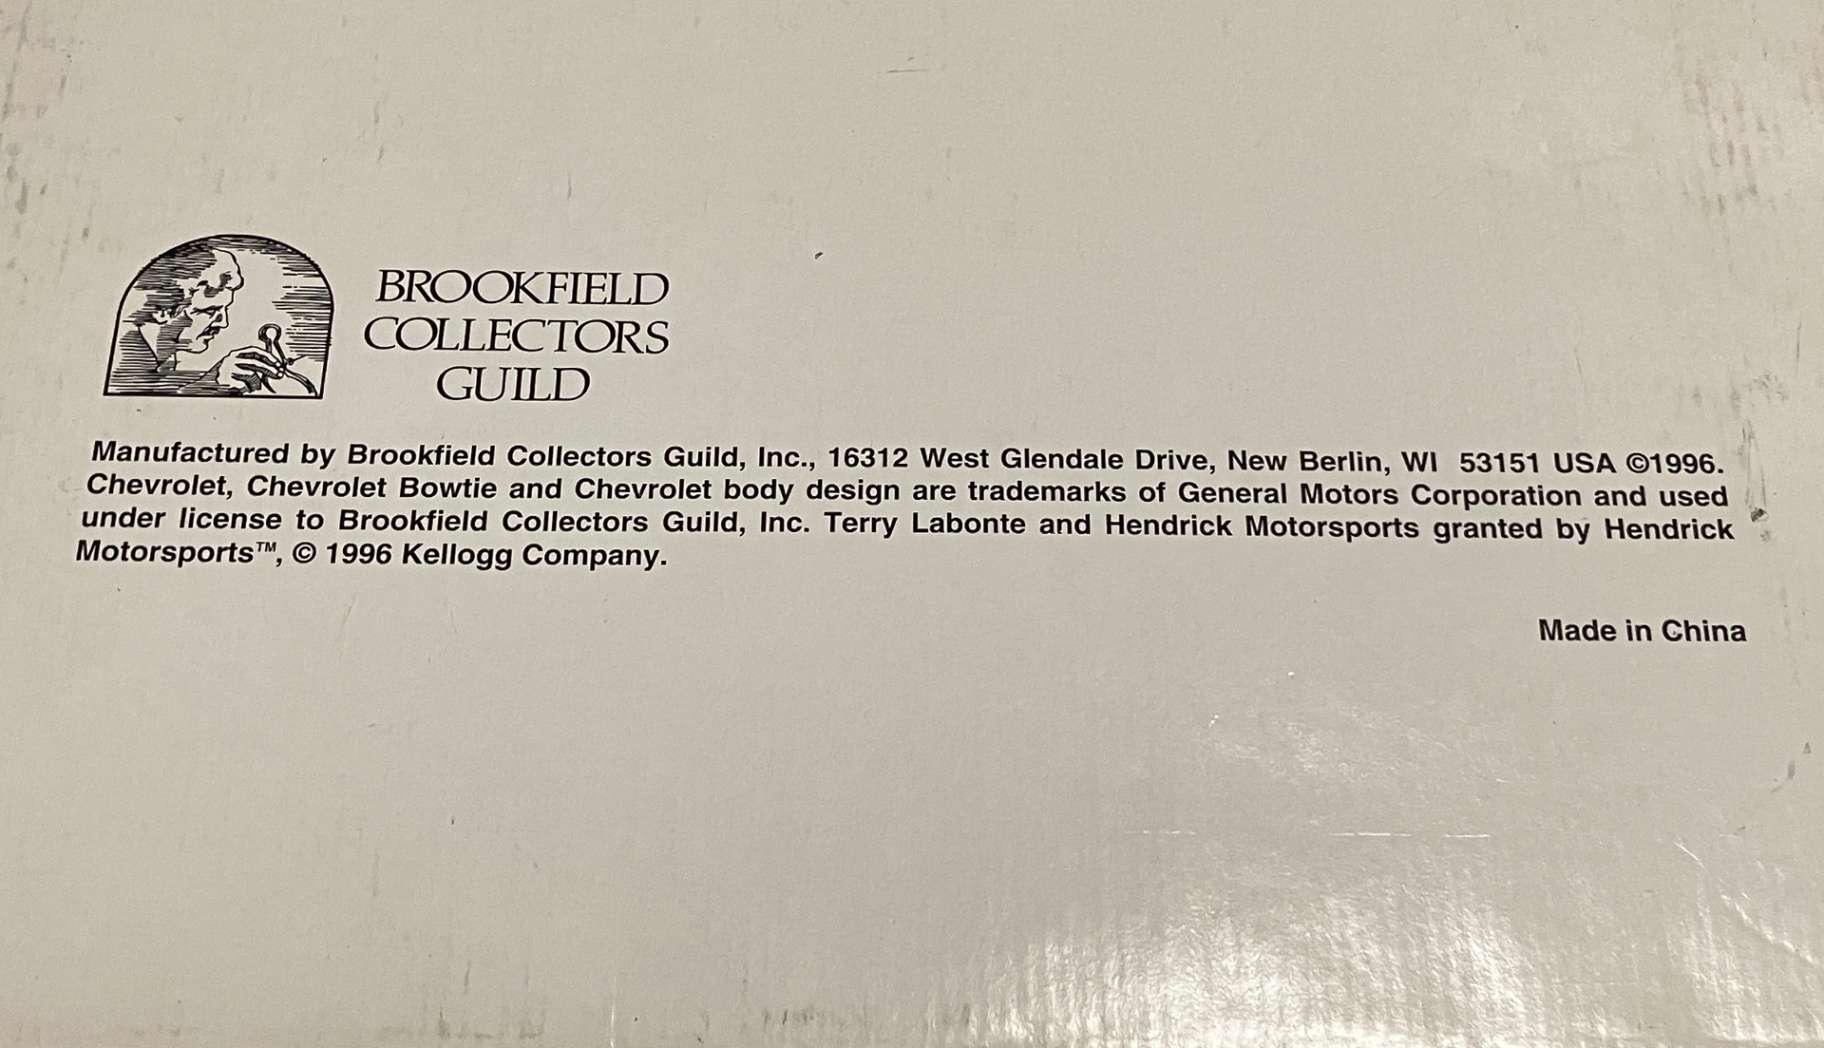 BROOKFIELD
COLLECTORS
GUILD
Manufactured by Brookfield Collectors Guild, Inc., 16312 West Glendale Drive, New Berlin, WI 53151 USA ©1996.
Chevrolet, Chevrolet Bowtie and Chevrolet body design are trademarks of General Motors Corporation and used
under license to Brookfield Collectors Guild, Inc. Terry Labonte and Hendrick Motorsports granted by Hendrick
Motorsports™, © 1996 Kellogg Company.
Made in China